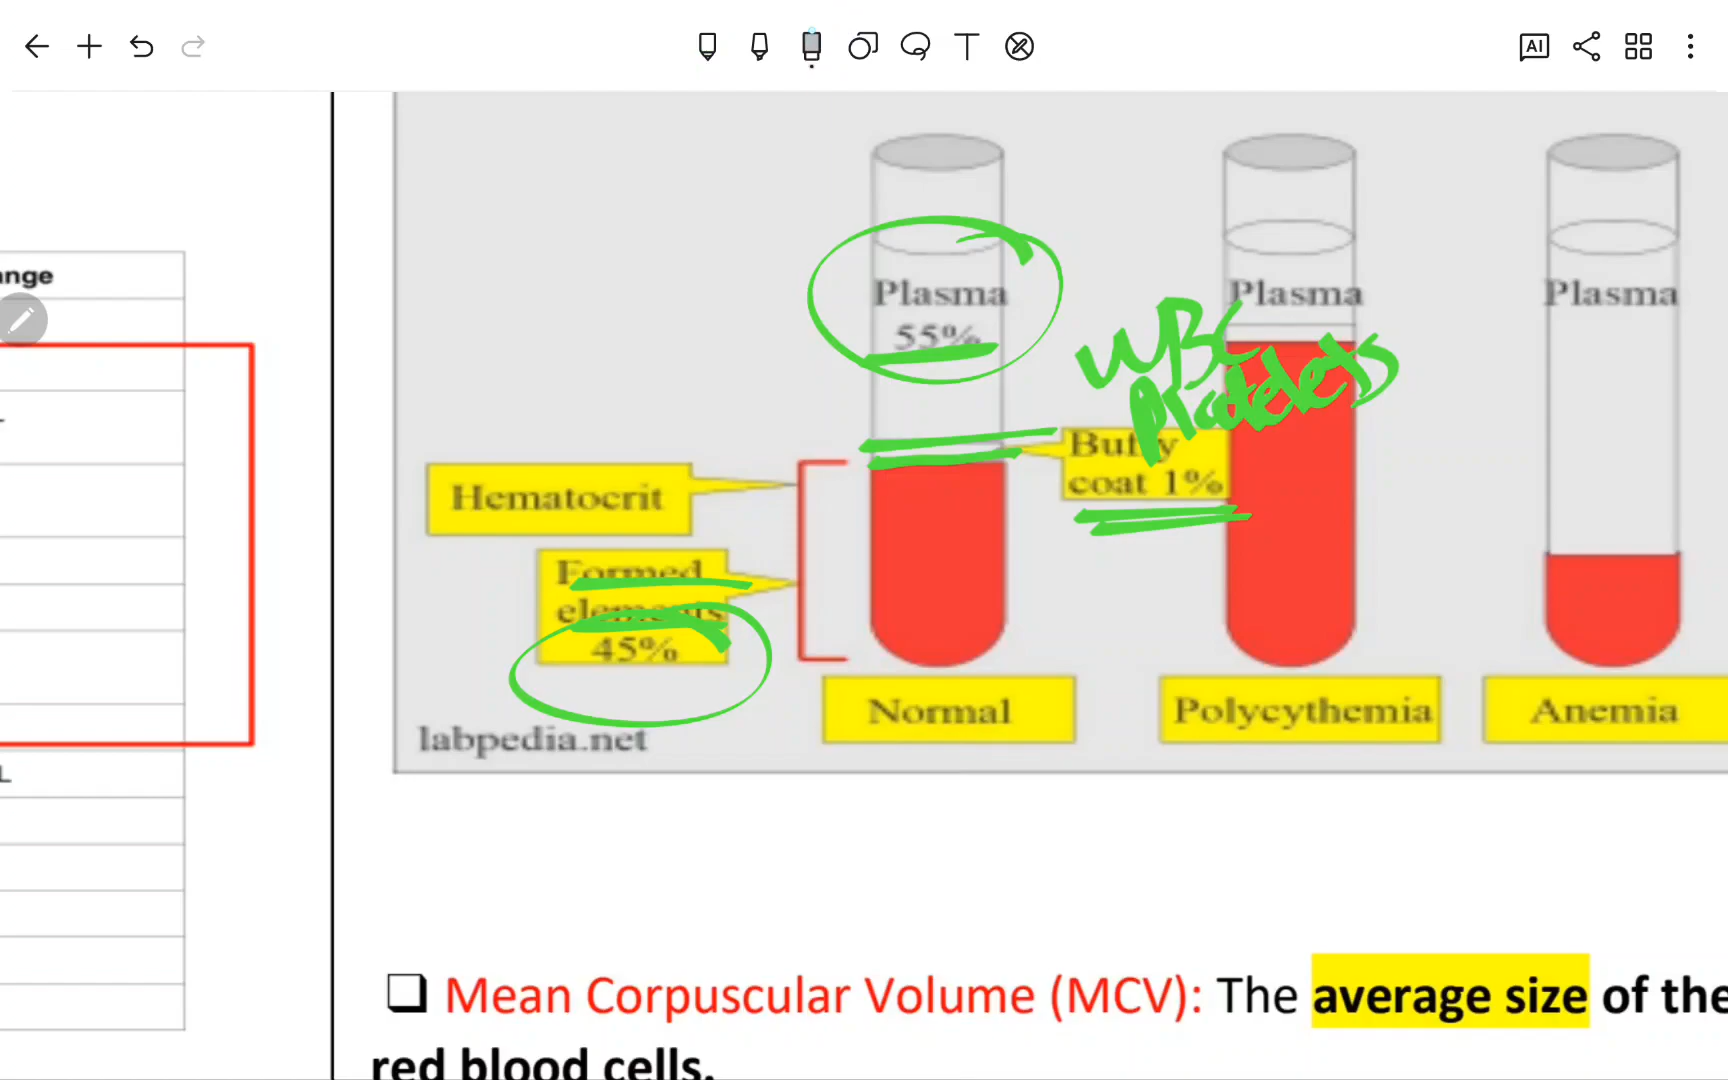 AI
T
ange
L
Plasma
55%
Plasma
Plasma
WBC
platelets
Buffy
coat 1%
Hematocrit
Formed
elements
45%
Normal
Polycythemia
Anemia
labpedia.net
Mean Corpuscular Volume (MCV): The average size of the
red blood cells.